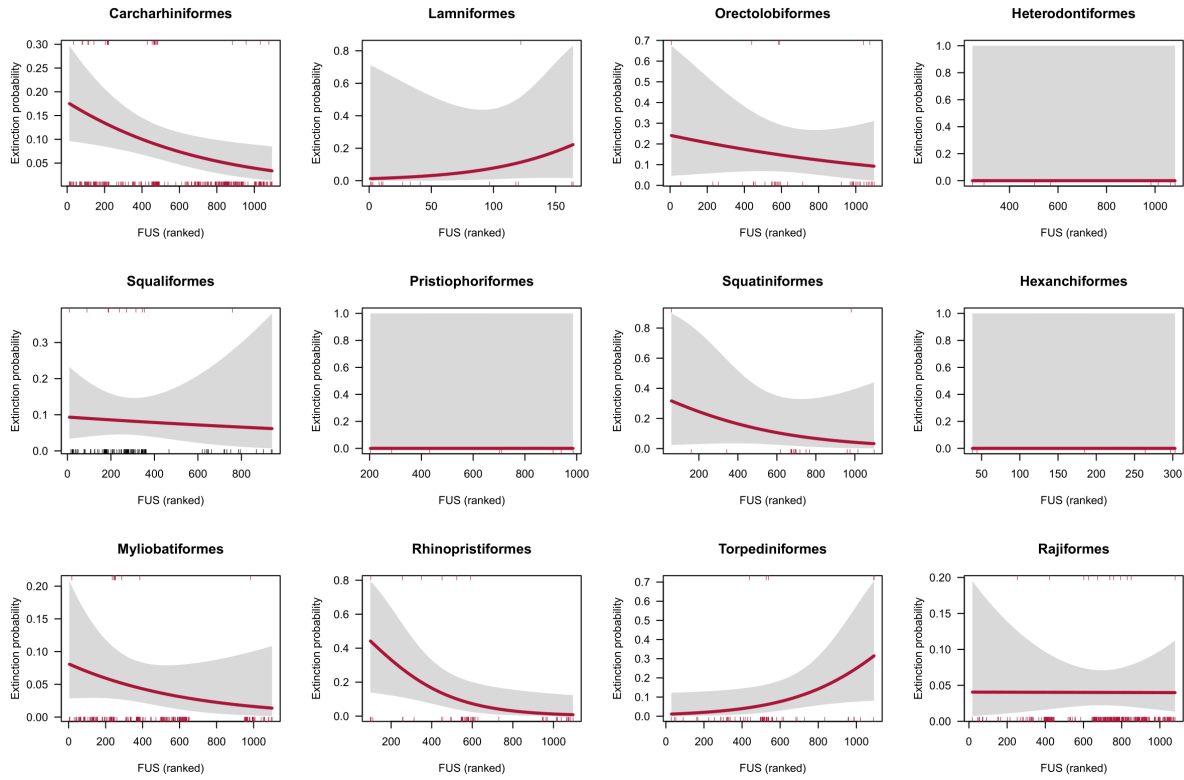 Carcharhiniformes
Lamniformes
Orectolobiformes
Heterodontiformes
Extinction probability
0.30
0.25
0.20
0.15
0.10
0.05
0 200 400 600 800 1000
FUS (ranked)
Extinction probability
0.8
0.6
0.4
0.2
0.0
0 50 100 150
FUS (ranked)
Extinction probability
0.7
0.6
0.5
0.4
0.3
0.2
0.1
0.0
0 200 400 600 800 1000
FUS (ranked)
Extinction probability
1.0
0.8
0.6
0.4
0.2
0.0
400 600 800 1000
FUS (ranked)
Squaliformes
Pristiophoriformes
Squatiniformes
Hexanchiformes
Extinction probability
0.3
0.2
0.1
0.0
0 200 400 600 800
FUS (ranked)
Extinction probability
1.0
0.8
0.6
0.4
0.2
0.0
200 400 600 800 1000
FUS (ranked)
Extinction probability
0.8
0.6
0.4
0.2
0.0
200 400 600 800 1000
FUS (ranked)
Extinction probability
1.0
0.8
0.6
0.4
0.2
0.0
50 100 150 200 250 300
FUS (ranked)
Myliobatiformes
Rhinopristiformes
Torpediniformes
Rajiformes
Extinction probability
0.20
0.15
0.10
0.05
0.00
0 200 400 600 800 1000
FUS (ranked)
Extinction probability
0.8
0.6
0.4
0.2
0.0
200 400 600 800 1000
FUS (ranked)
Extinction probability
0.7
0.6
0.5
0.4
0.3
0.2
0.1
0.0
0 200 400 600 800 1000
FUS (ranked)
Extinction probability
0.20
0.15
0.10
0.05
0.00
0 200 400 600 800 1000
FUS (ranked)